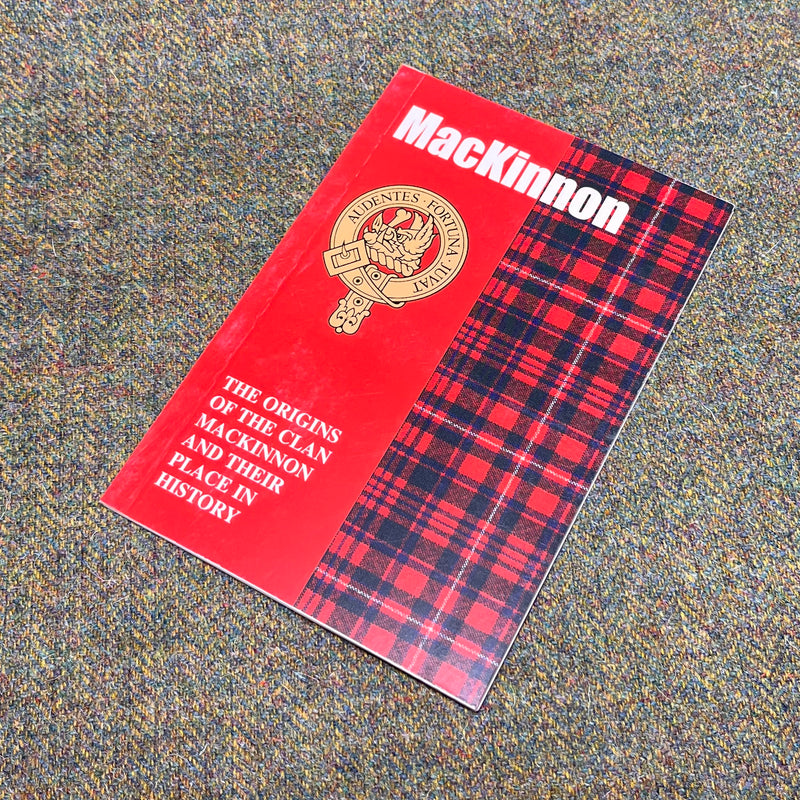 MacKinnon
AUDENTES · FORTUNA JUVAT
THE ORIGINS
OF THE CLAN
MACKINNON
AND THEIR
PLACE IN
HISTORY